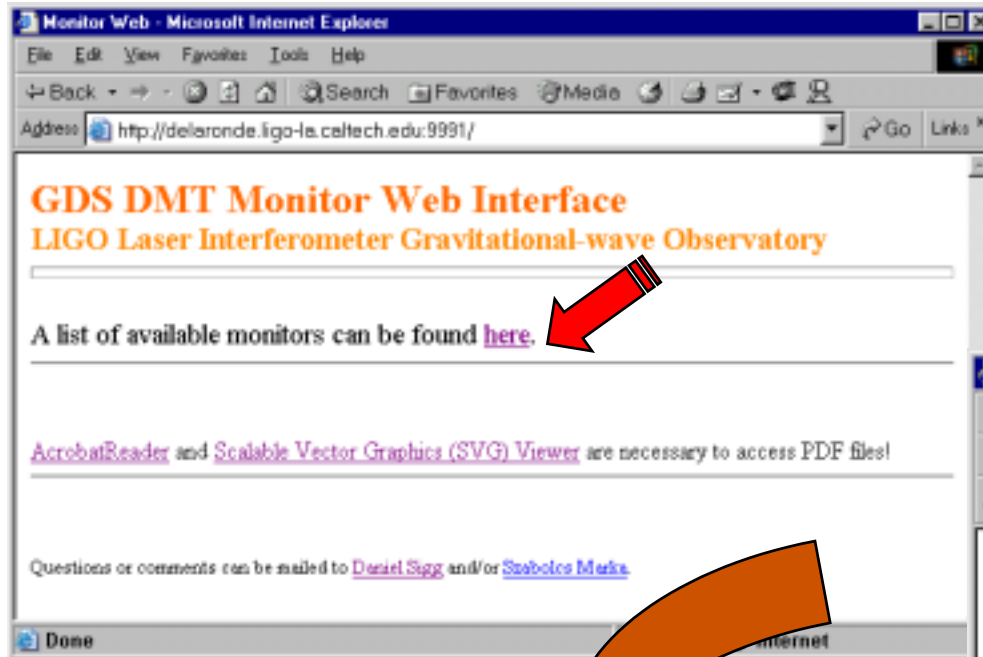 Monitor Web - Microsoft Internet Explorer
File Edit View Favorites Tools Help
Back Search Favorites Media
Address http://delaronde.ligo-la.caltech.edu:9991/ Go Links
GDS DMT Monitor Web Interface
LIGO Laser Interferometer Gravitational-wave Observatory
A list of available monitors can be found here.
AcrobatReader and Scalable Vector Graphics (SVG) Viewer are necessary to access PDF files!
Questions or comments can be mailed to Daniel Sigg and/or Szabolcs Marka.
Done